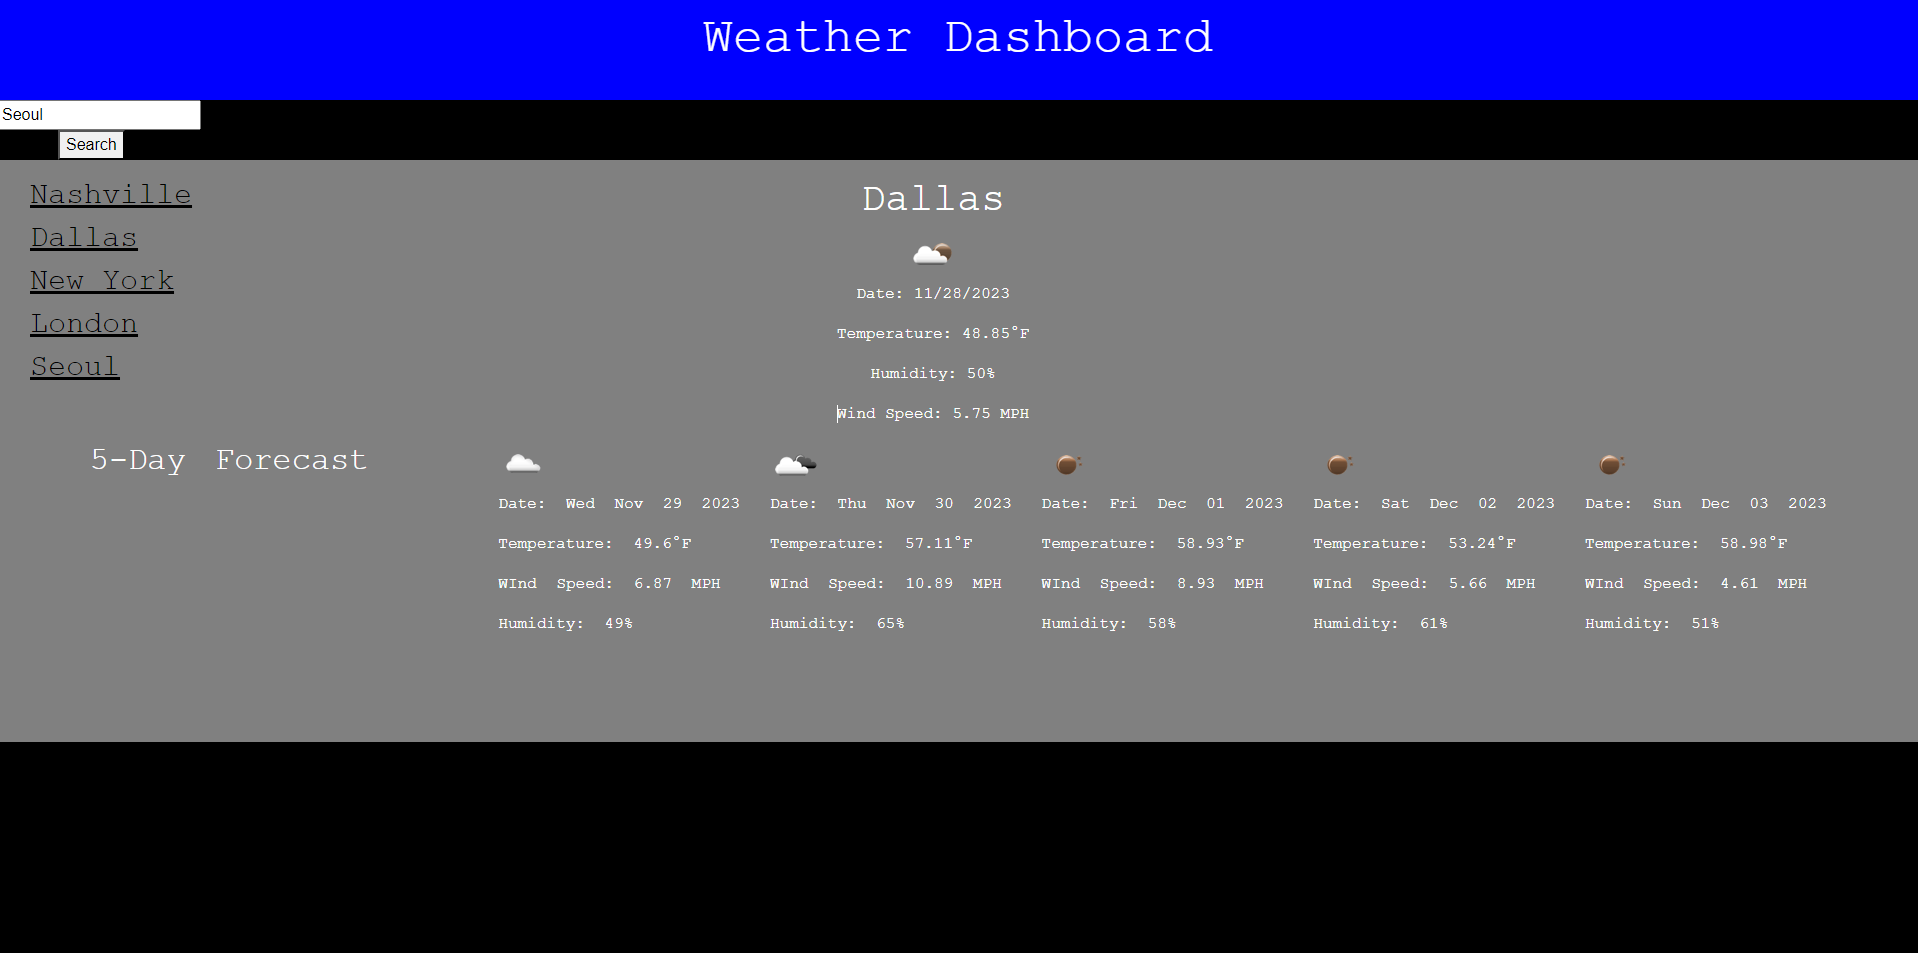 Weather Dashboard
Seoul
Search
Nashville
Dallas
New York
London
Seoul
Dallas
Date: 11/28/2023
Temperature: 48.85°F
Humidity: 50%
Wind Speed: 5.75 MPH
5-Day Forecast
Date: Wed Nov 29 2023
Temperature: 49.6°F
WInd Speed: 6.87 MPH
Humidity: 49%
Date: Thu Nov 30 2023
Temperature: 57.11°F
WInd Speed: 10.89 MPH
Humidity: 65%
Date: Fri Dec 01 2023
Temperature: 58.93°F
WInd Speed: 8.93 MPH
Humidity: 58%
Date: Sat Dec 02 2023
Temperature: 53.24°F
WInd Speed: 5.66 MPH
Humidity: 61%
Date: Sun Dec 03 2023
Temperature: 58.98°F
WInd Speed: 4.61 MPH
Humidity: 51%